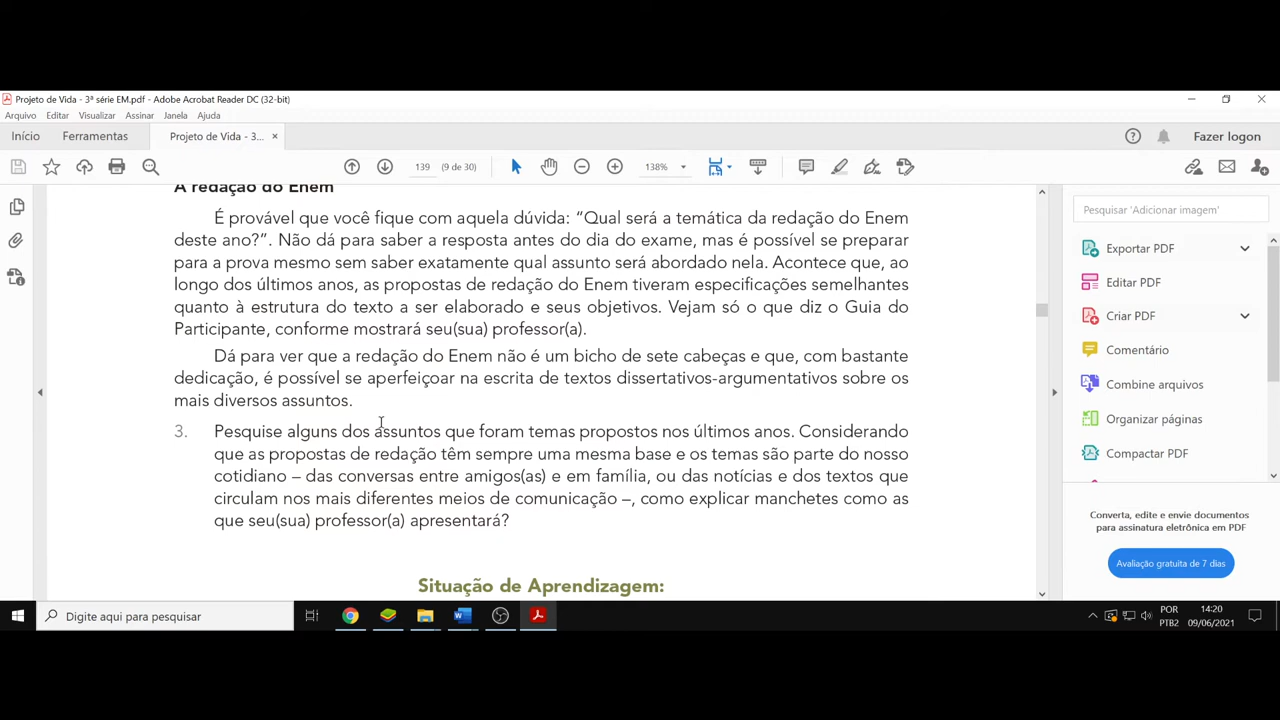 Projeto de Vida - 3ª série EM.pdf - Adobe Acrobat Reader DC (32-bit)
Arquivo Editar Visualizar Assinar Janela Ajuda
Início Ferramentas Projeto de Vida - 3... × Fazer logon
139 (9 de 30) 138%
A redação do Enem
É provável que você fique com aquela dúvida: “Qual será a temática da redação do Enem
deste ano?”. Não dá para saber a resposta antes do dia do exame, mas é possível se preparar
para a prova mesmo sem saber exatamente qual assunto será abordado nela. Acontece que, ao
longo dos últimos anos, as propostas de redação do Enem tiveram especificações semelhantes
quanto à estrutura do texto a ser elaborado e seus objetivos. Vejam só o que diz o Guia do
Participante, conforme mostrará seu(sua) professor(a).
Dá para ver que a redação do Enem não é um bicho de sete cabeças e que, com bastante
dedicação, é possível se aperfeiçoar na escrita de textos dissertativos-argumentativos sobre os
mais diversos assuntos.
3. Pesquise alguns dos assuntos que foram temas propostos nos últimos anos. Considerando
que as propostas de redação têm sempre uma mesma base e os temas são parte do nosso
cotidiano – das conversas entre amigos(as) e em família, ou das notícias e dos textos que
circulam nos mais diferentes meios de comunicação –, como explicar manchetes como as
que seu(sua) professor(a) apresentará?
Situação de Aprendizagem:
Pesquisar 'Adicionar imagem'
Exportar PDF
Editar PDF
Criar PDF
Comentário
Combine arquivos
Organizar páginas
Compactar PDF
Converta, edite e envie documentos
para assinatura eletrônica em PDF
Avaliação gratuita de 7 dias
Digite aqui para pesquisar
POR
PTB2
14:20
09/06/2021